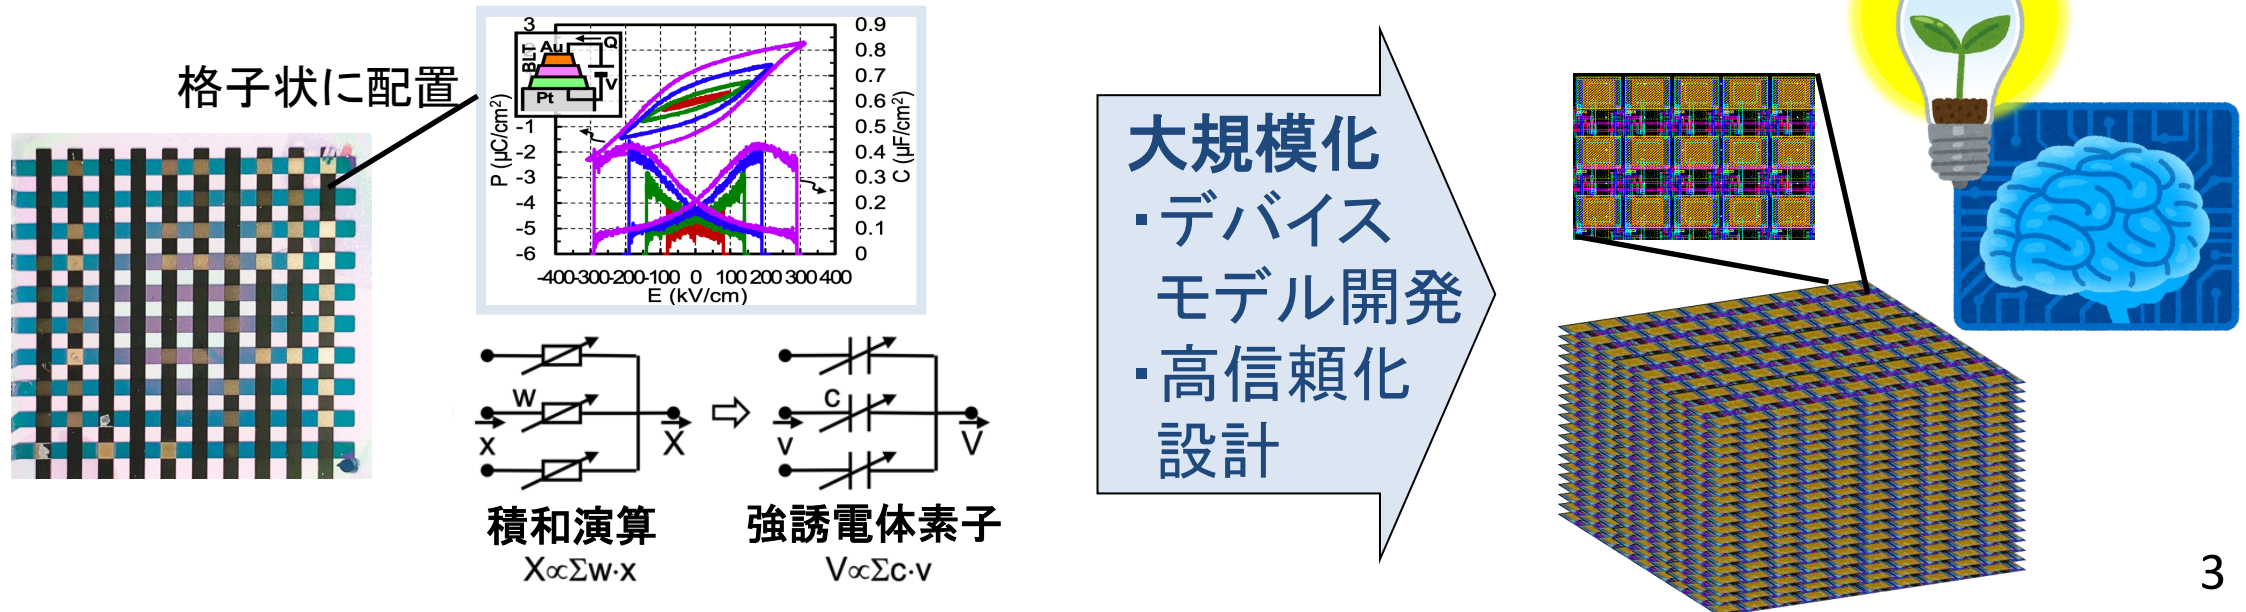 格子状に配置
3
-1
-2
-3
-4
-5
-6
P (μC/cm²)
BLT
Au
Q
V
Pt
0.9
0.8
0.7
0.6
0.5
0.4
0.3
0.2
0.1
0
C (μF/cm²)
-400-300-200-100 0 100 200 300 400
E (kV/cm)
w
x
X
⇨
c
v
V
積和演算
X∝Σw·x
強誘電体素子
V∝Σc·v
大規模化
・デバイス
モデル開発
・高信頼化
設計
3